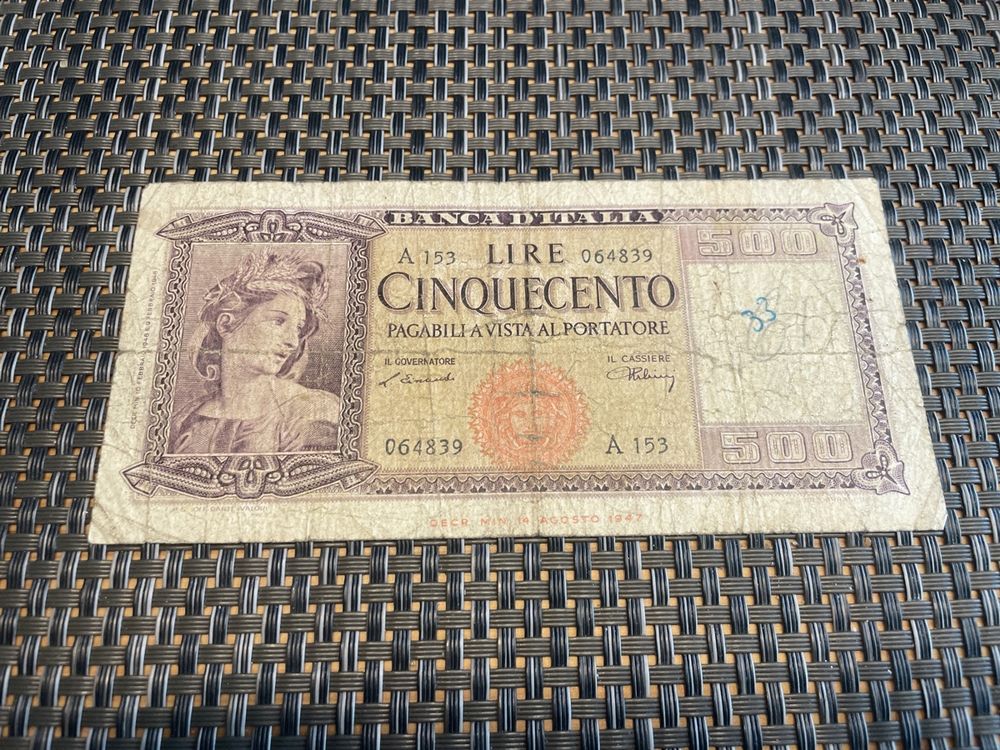 BANCA D'ITALIA
A 153 LIRE 064839
500
CINQUECENTO
PAGABILI A VISTA AL PORTATORE
33
IL GOVERNATORE
IL CASSIERE
064839
A 153
500
DECR. MIN. 14 AGOSTO 1947